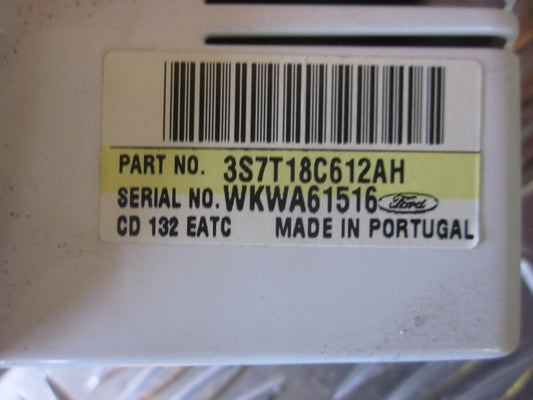 PART NO. 3S7T18C612AH
SERIAL NO. WKWA61516 Ford
CD 132 EATC MADE IN PORTUGAL